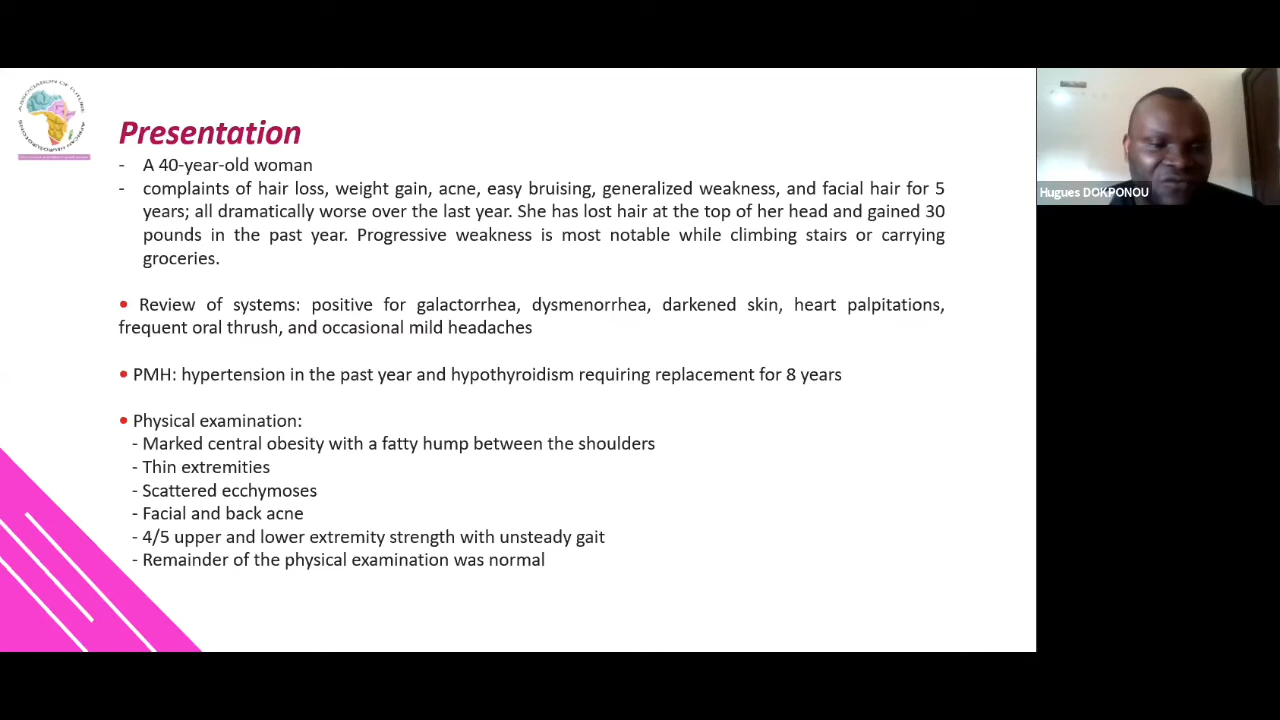 ASSOCIATION OF FUTURE AFRICAN NEUROSURGEONS
Presentation
- A 40-year-old woman
- complaints of hair loss, weight gain, acne, easy bruising, generalized weakness, and facial hair for 5
years; all dramatically worse over the last year. She has lost hair at the top of her head and gained 30
pounds in the past year. Progressive weakness is most notable while climbing stairs or carrying
groceries.
• Review of systems: positive for galactorrhea, dysmenorrhea, darkened skin, heart palpitations,
frequent oral thrush, and occasional mild headaches
• PMH: hypertension in the past year and hypothyroidism requiring replacement for 8 years
• Physical examination:
- Marked central obesity with a fatty hump between the shoulders
- Thin extremities
- Scattered ecchymoses
- Facial and back acne
- 4/5 upper and lower extremity strength with unsteady gait
- Remainder of the physical examination was normal
Hugues DOKPONOU